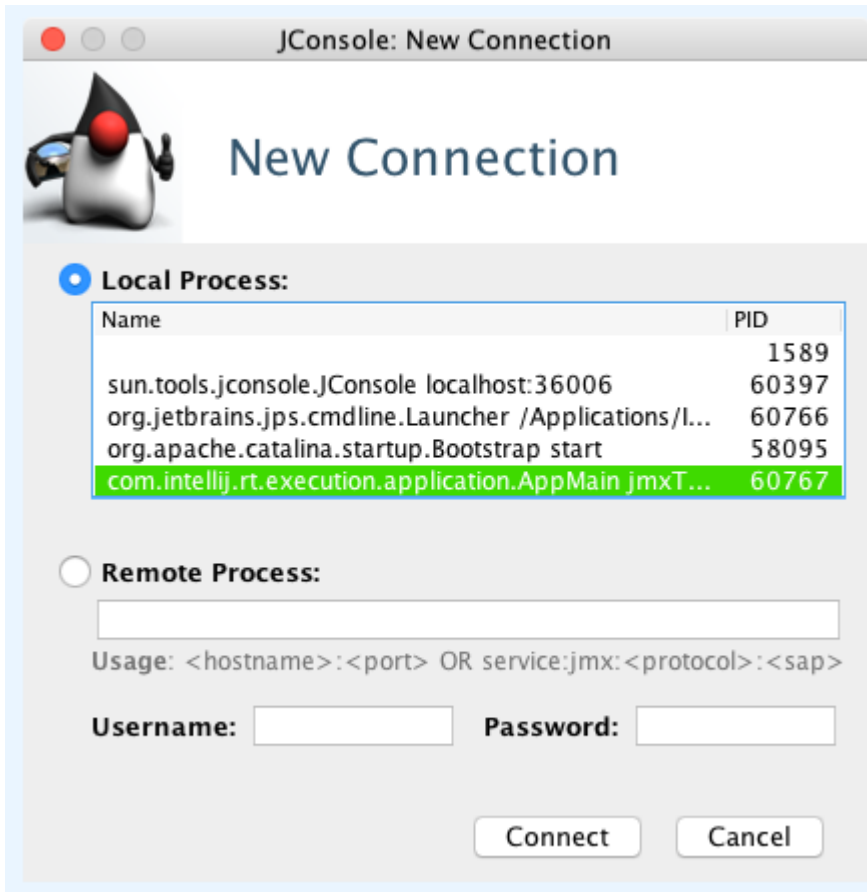 JConsole: New Connection
New Connection
Local Process:
Name PID
1589
sun.tools.jconsole.JConsole localhost:36006 60397
org.jetbrains.jps.cmdline.Launcher /Applications/I... 60766
org.apache.catalina.startup.Bootstrap start 58095
com.intellij.rt.execution.application.AppMain jmxT... 60767
Remote Process:
Usage: <hostname>:<port> OR service:jmx:<protocol>:<sap>
Username: Password:
Connect Cancel